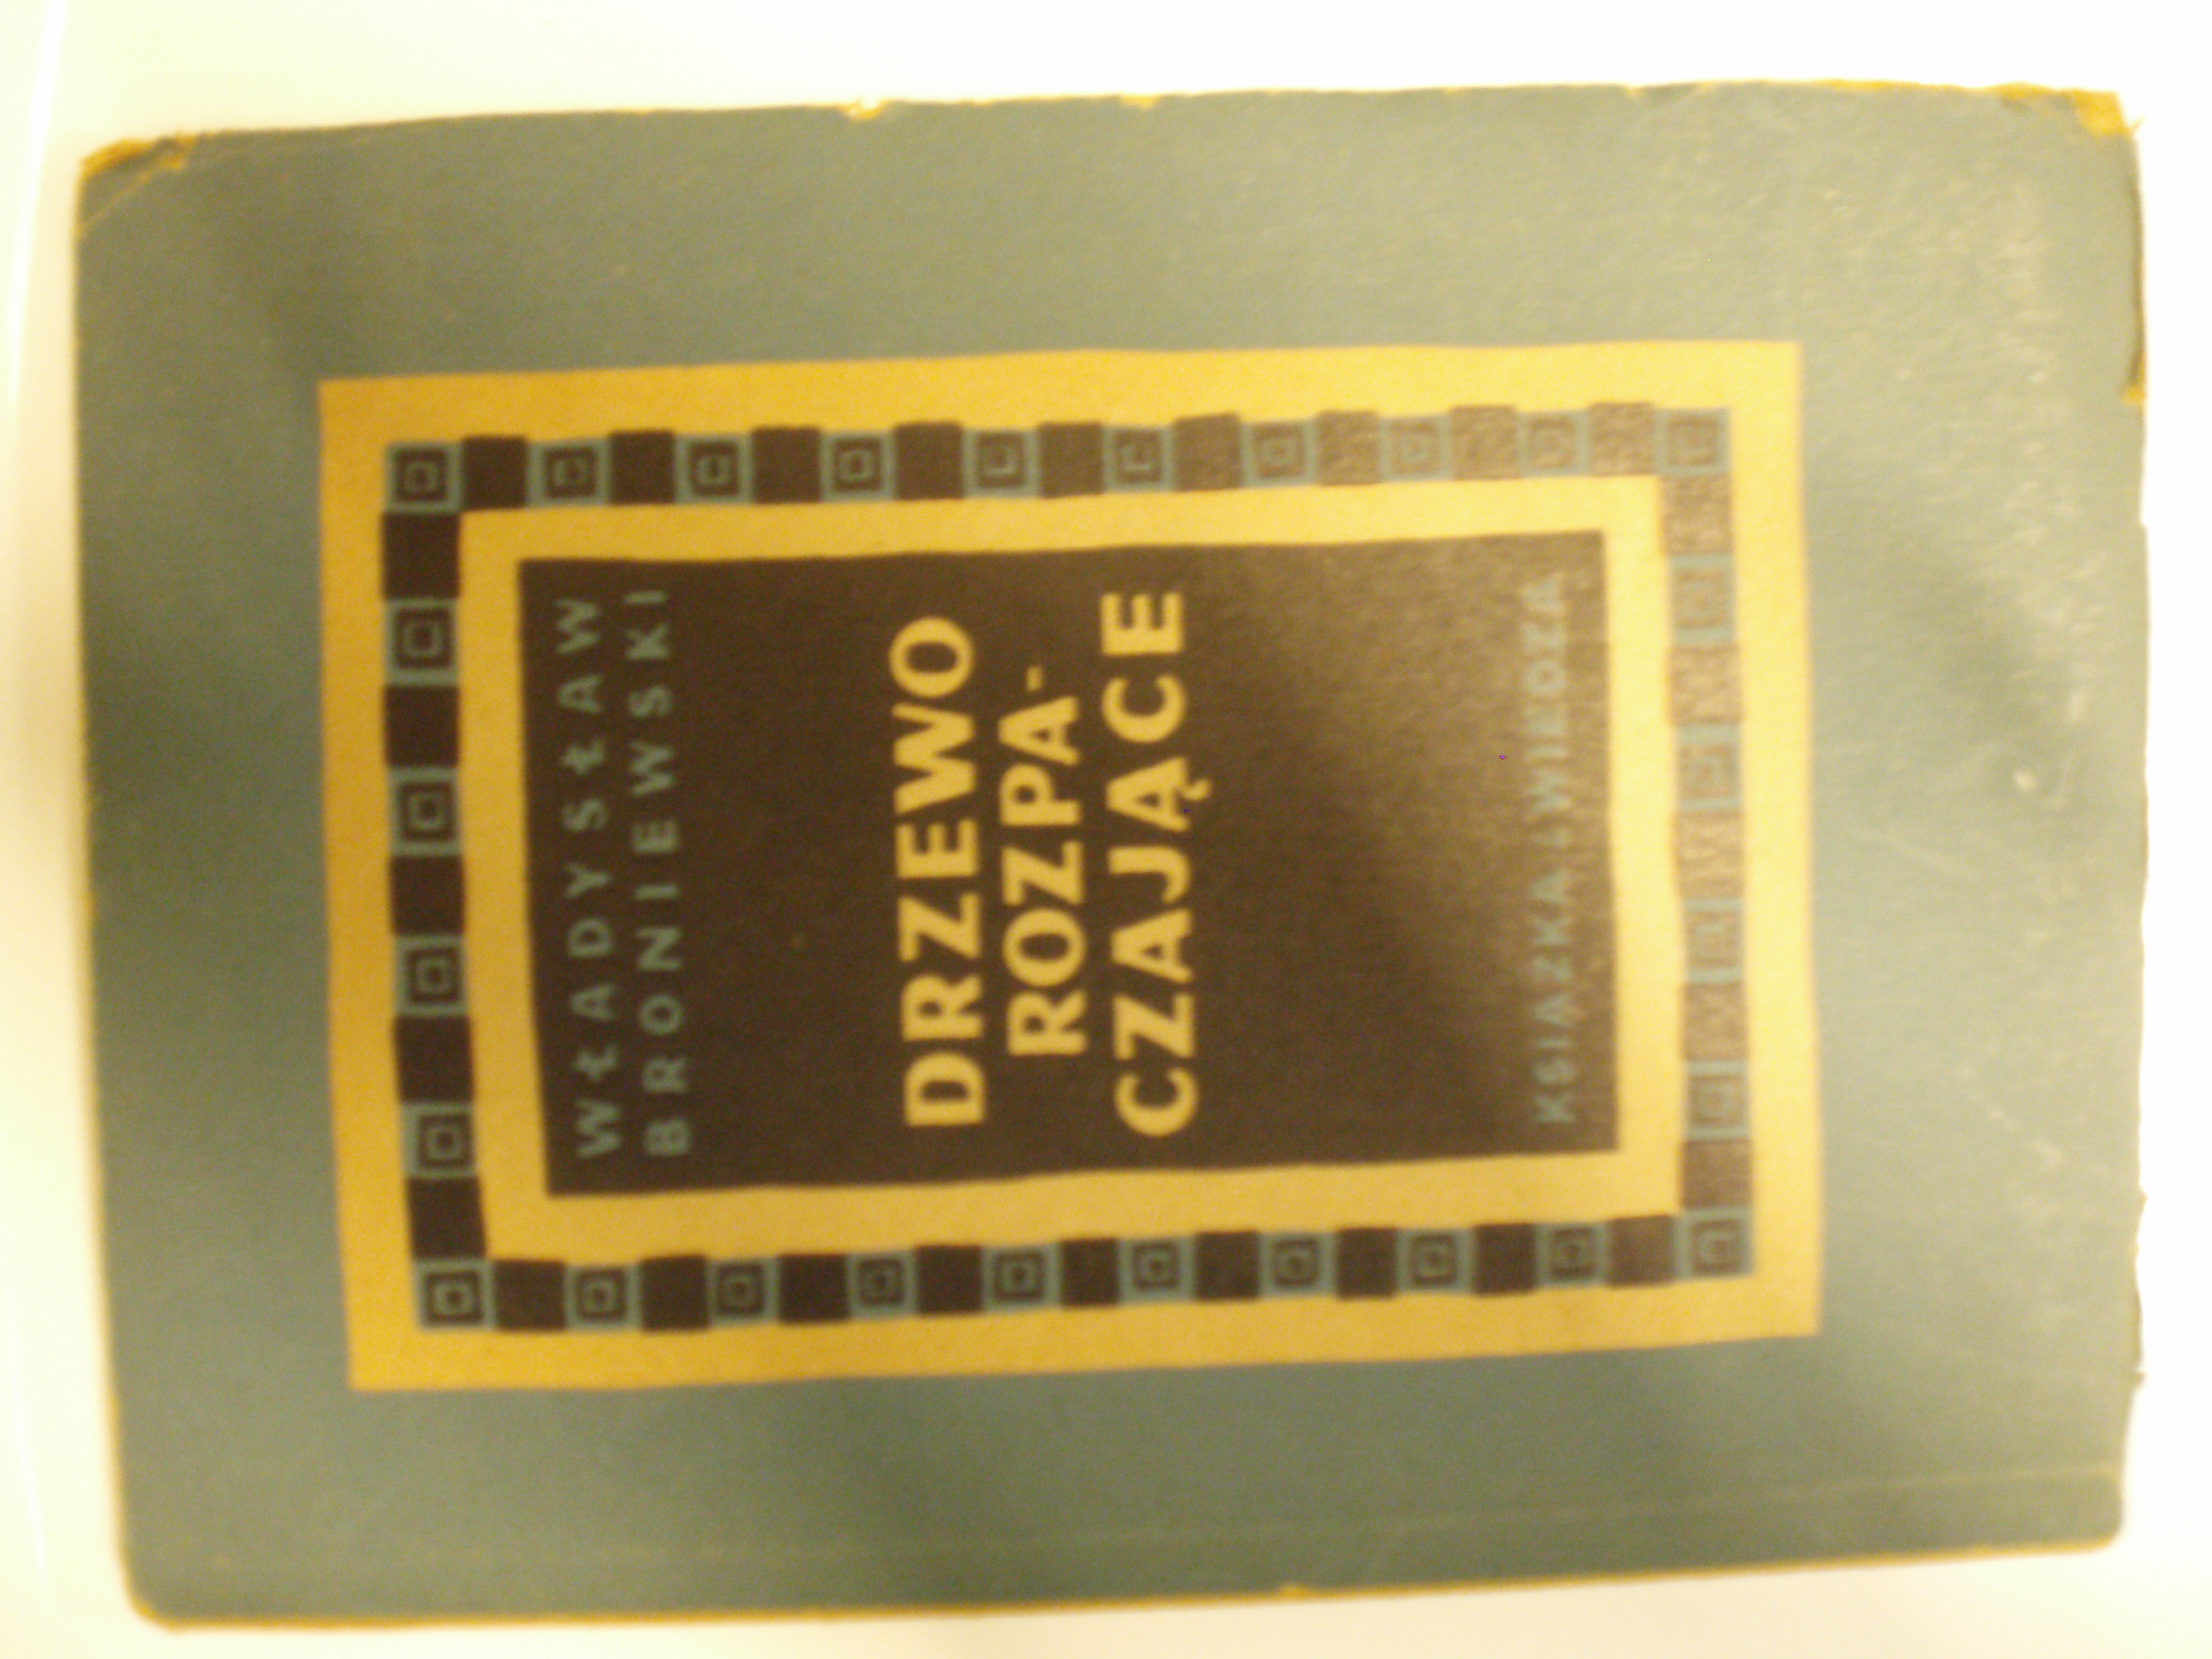 WŁADYSŁAW
BRONIEWSKI
DRZEWO
ROZPA-
CZAJĄCE
KSIĄŻKA i WIEDZA